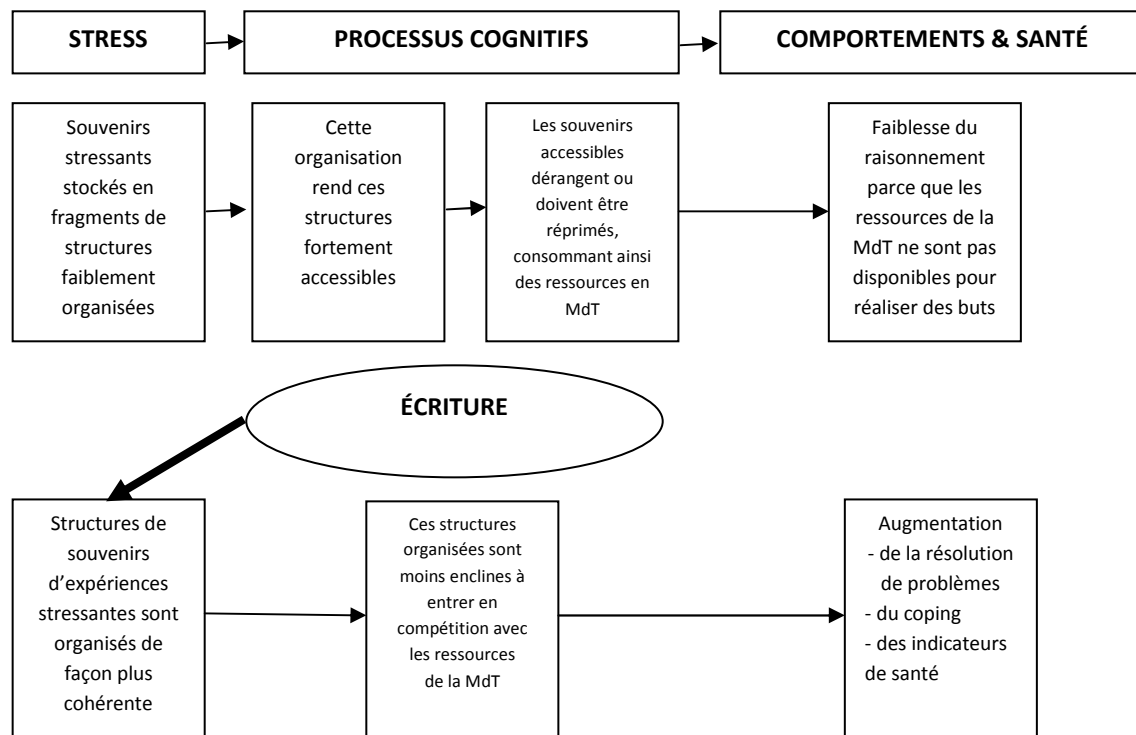 STRESS
PROCESSUS COGNITIFS
COMPORTEMENTS & SANTÉ
Souvenirs
stressants
stockés en
fragments de
structures
faiblement
organisées
Cette
organisation
rend ces
structures
fortement
accessibles
Les souvenirs
accessibles
dérangent ou
doivent être
réprimés,
consommant ainsi
des ressources en
MdT
Faiblesse du
raisonnement
parce que les
ressources de la
MdT ne sont pas
disponibles pour
réaliser des buts
ÉCRITURE
Structures de
souvenirs
d’expériences
stressantes sont
organisés de
façon plus
cohérente
Ces structures
organisées sont
moins enclines à
entrer en
compétition avec
les ressources
de la MdT
Augmentation
- de la résolution
de problèmes
- du coping
- des indicateurs
de santé